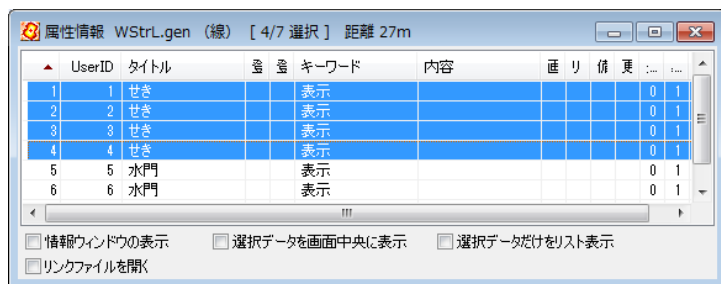 属性情報 WStrL.gen （線） [ 4/7 選択 ] 距離 27m
UserID タイトル 登 登 キーワード 内容 画 リ 値 更 :... :...
1 1 せき 表示 0 1
2 2 せき 表示 0 1
3 3 せき 表示 0 1
4 4 せき 表示 0 1
5 5 水門 表示 0 1
6 6 水門 表示 0 1
情報ウィンドウの表示 選択データを画面中央に表示 選択データだけをリスト表示
リンクファイルを開く